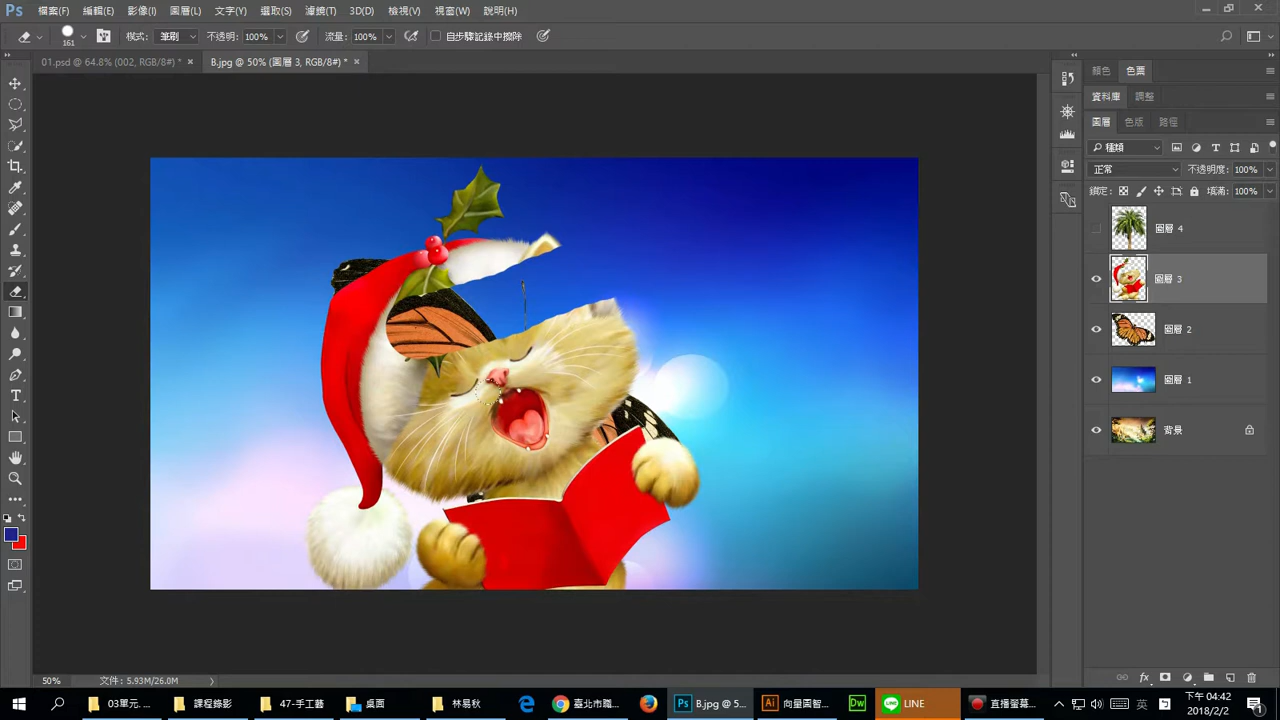 Ps 檔案(F) 編輯(E) 影像(I) 圖層(L) 文字(Y) 選取(S) 濾鏡(T) 3D(D) 檢視(V) 視窗(W) 說明(H)
161 模式: 筆刷 不透明: 100% 流量: 100% 自步驟記錄中擦除
01.psd @ 64.8% (002, RGB/8#) * × B.jpg @ 50% (圖層 3, RGB/8#) * ×
顏色 色票
資料庫 調整
圖層 色版 路徑
種類
正常 不透明度: 100%
鎖定: 填滿: 100%
圖層 4
圖層 3
圖層 2
圖層 1
背景
50% 文件: 5.93M/26.0M
03單元. ... 課程錄影 47-手工藝 桌面 臺北市職... B.jpg @ 5... Ai 向量圖智... Dw LINE 直播螢幕... 英 下午 04:42
2018/2/2